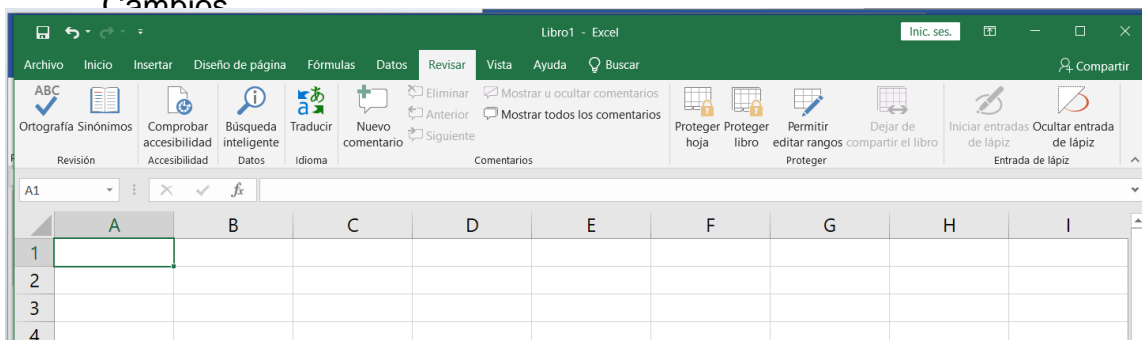 Cambios
Libro1 - Excel
Inic. ses.
Archivo Inicio Insertar Diseño de página Fórmulas Datos Revisar Vista Ayuda Buscar Compartir
ABC
Ortografía Sinónimos
Revisión
Comprobar
accesibilidad
Accesibilidad
Búsqueda
inteligente
Datos
あ
a
Traducir
Idioma
Nuevo
comentario
Eliminar
Anterior
Siguiente
Mostrar u ocultar comentarios
Mostrar todos los comentarios
Comentarios
Proteger
hoja
Proteger
libro
Permitir
editar rangos
Dejar de
compartir el libro
Proteger
Iniciar entrada
de lápiz
Ocultar entrada
de lápiz
Entrada de lápiz
A1
fx
A B C D E F G H I
1
2
3
4